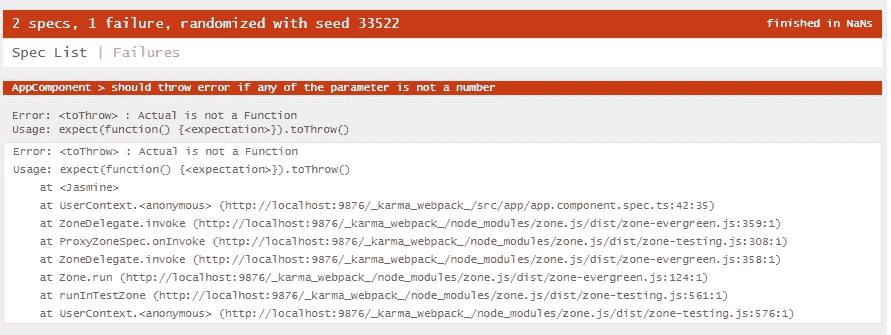 2 specs, 1 failure, randomized with seed 33522 finished in NaNs
Spec List | Failures
AppComponent > should throw error if any of the parameter is not a number
Error: <toThrow> : Actual is not a Function
Usage: expect(function() {<expectation>}).toThrow()
Error: <toThrow> : Actual is not a Function
Usage: expect(function() {<expectation>}).toThrow()
at <Jasmine>
at UserContext.<anonymous> (http://localhost:9876/_karma_webpack_/src/app/app.component.spec.ts:42:35)
at ZoneDelegate.invoke (http://localhost:9876/_karma_webpack_/node_modules/zone.js/dist/zone-evergreen.js:359:1)
at ProxyZoneSpec.onInvoke (http://localhost:9876/_karma_webpack_/node_modules/zone.js/dist/zone-testing.js:308:1)
at ZoneDelegate.invoke (http://localhost:9876/_karma_webpack_/node_modules/zone.js/dist/zone-evergreen.js:358:1)
at Zone.run (http://localhost:9876/_karma_webpack_/node_modules/zone.js/dist/zone-evergreen.js:124:1)
at runInTestZone (http://localhost:9876/_karma_webpack_/node_modules/zone.js/dist/zone-testing.js:561:1)
at UserContext.<anonymous> (http://localhost:9876/_karma_webpack_/node_modules/zone.js/dist/zone-testing.js:576:1)